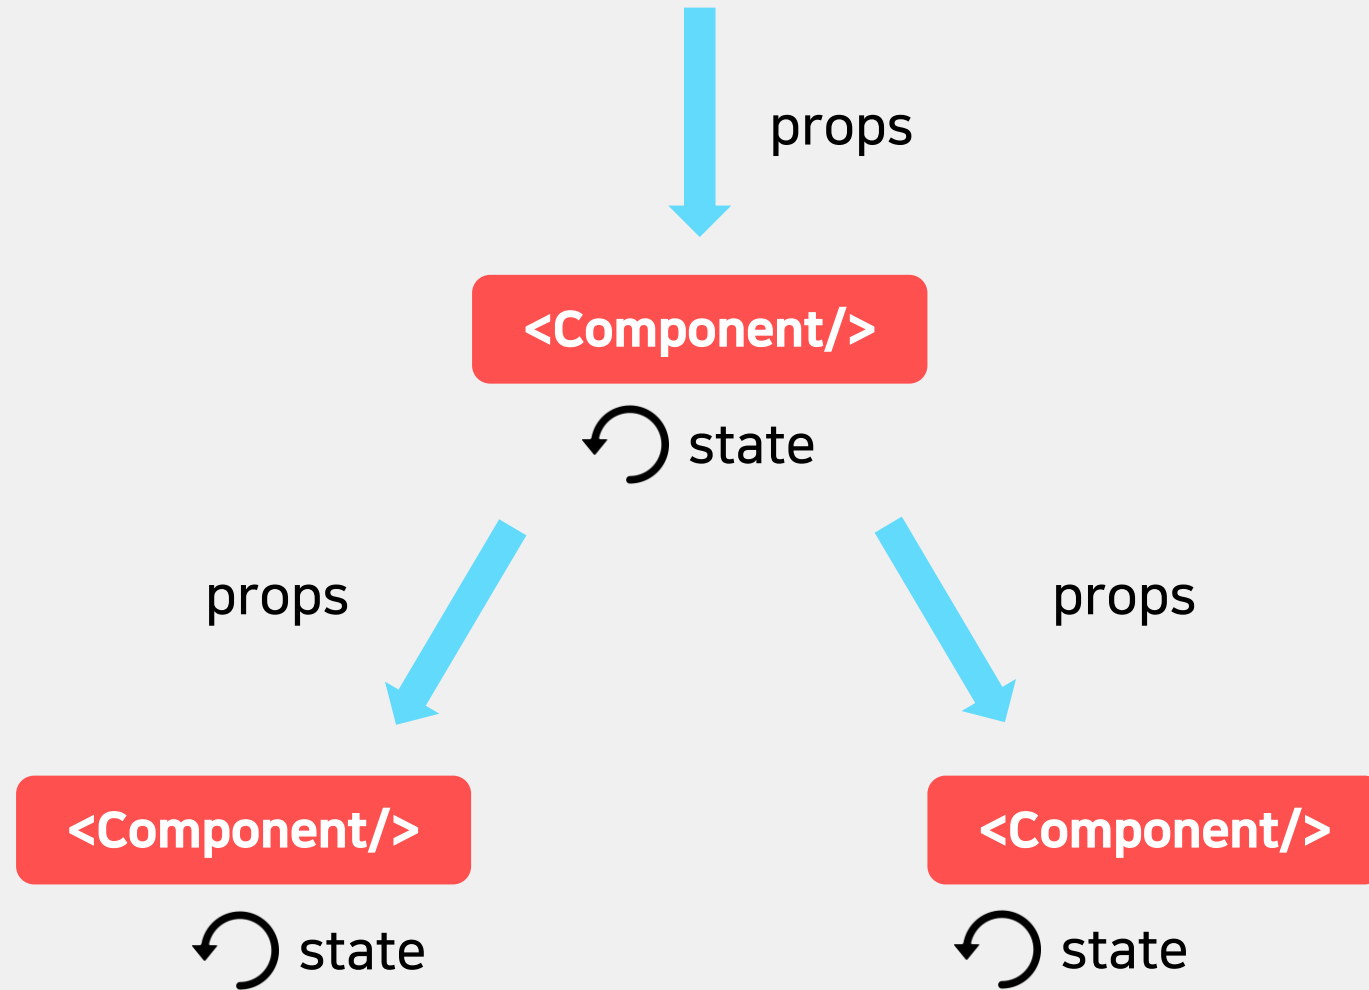 props
<Component/>
state
props
props
<Component/>
<Component/>
state
state